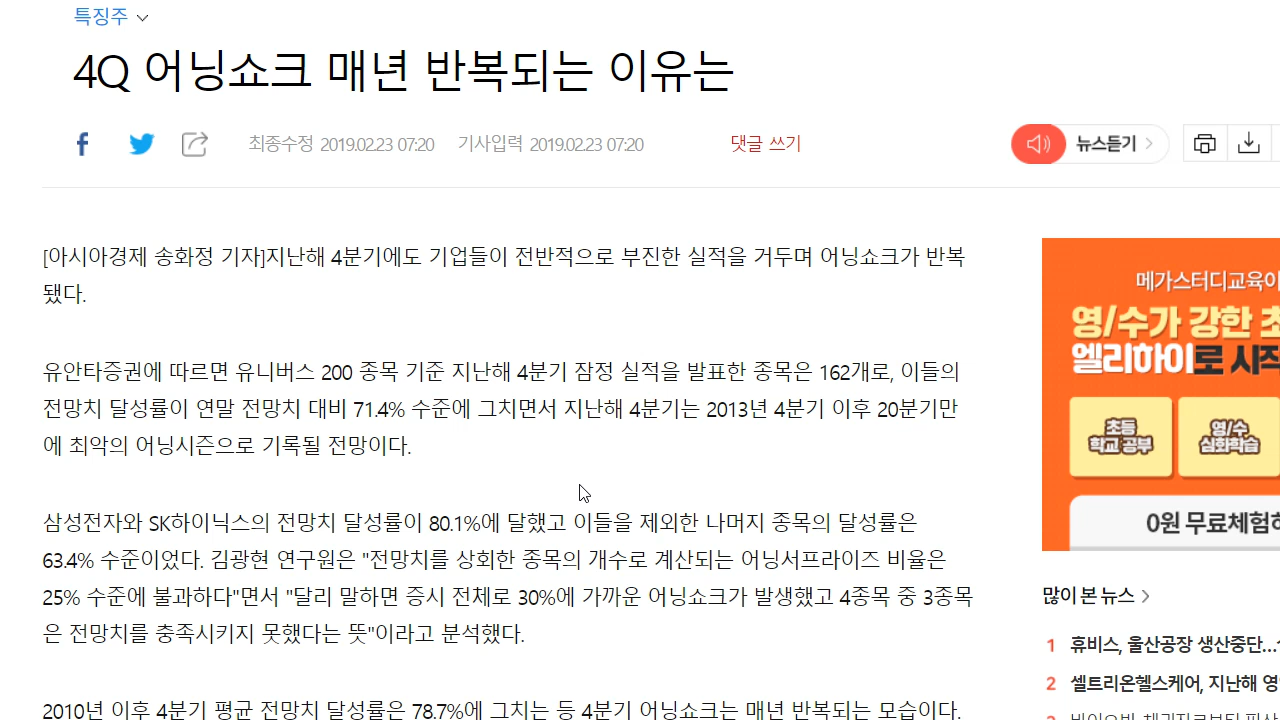 특징주
4Q 어닝쇼크 매년 반복되는 이유는
최종수정 2019.02.23 07:20 기사입력 2019.02.23 07:20 댓글 쓰기 뉴스듣기
[아시아경제 송화정 기자]지난해 4분기에도 기업들이 전반적으로 부진한 실적을 거두며 어닝쇼크가 반복
됐다.
유안타증권에 따르면 유니버스 200 종목 기준 지난해 4분기 잠정 실적을 발표한 종목은 162개로, 이들의
전망치 달성률이 연말 전망치 대비 71.4% 수준에 그치면서 지난해 4분기는 2013년 4분기 이후 20분기만
에 최악의 어닝시즌으로 기록될 전망이다.
삼성전자와 SK하이닉스의 전망치 달성률이 80.1%에 달했고 이들을 제외한 나머지 종목의 달성률은
63.4% 수준이었다. 김광현 연구원은 "전망치를 상회한 종목의 개수로 계산되는 어닝서프라이즈 비율은
25% 수준에 불과하다"면서 "달리 말하면 증시 전체로 30%에 가까운 어닝쇼크가 발생했고 4종목 중 3종목
은 전망치를 충족시키지 못했다는 뜻"이라고 분석했다.
2010년 이후 4분기 평균 전망치 달성률은 78.7%에 그치는 등 4분기 어닝쇼크는 매년 반복되는 모습이다.
메가스터디교육이
영/수가 강한 초
엘리하이로 시작
초등
학교 공부
영/수
심화학습
0원 무료체험하
많이 본 뉴스
1 휴비스, 울산공장 생산중단...
2 셀트리온헬스케어, 지난해 영